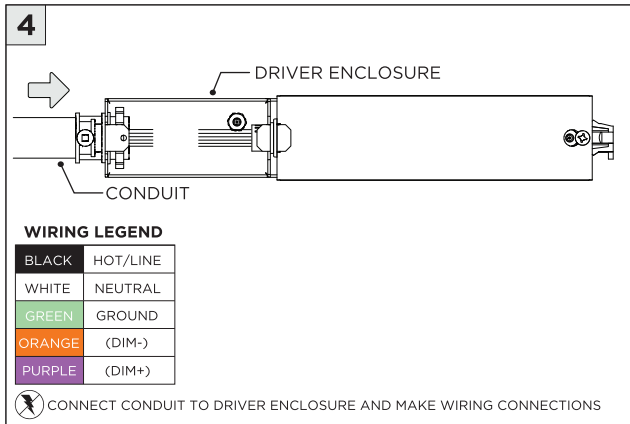 4
DRIVER ENCLOSURE
CONDUIT
WIRING LEGEND
BLACK HOT/LINE
WHITE NEUTRAL
GREEN GROUND
ORANGE (DIM-)
PURPLE (DIM+)
CONNECT CONDUIT TO DRIVER ENCLOSURE AND MAKE WIRING CONNECTIONS